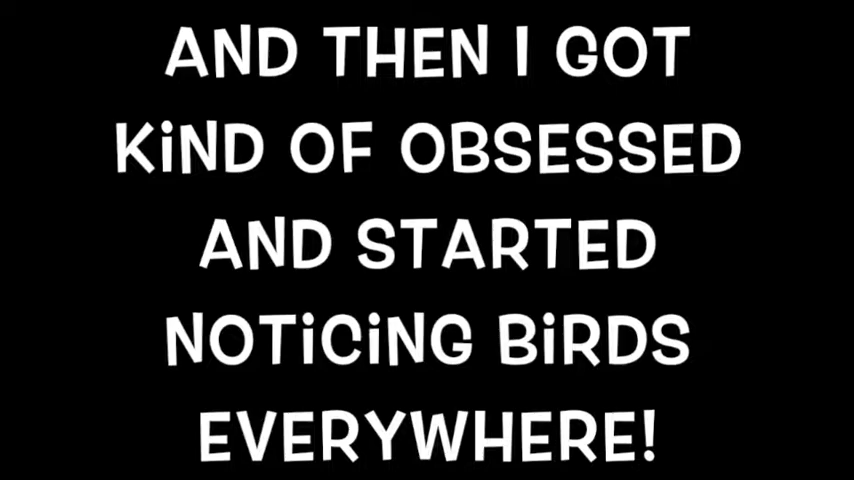 AND THEN I GOT
KiND OF OBSESSED
AND STARTED
NOTiCiNG BiRDS
EVERYWHERE!